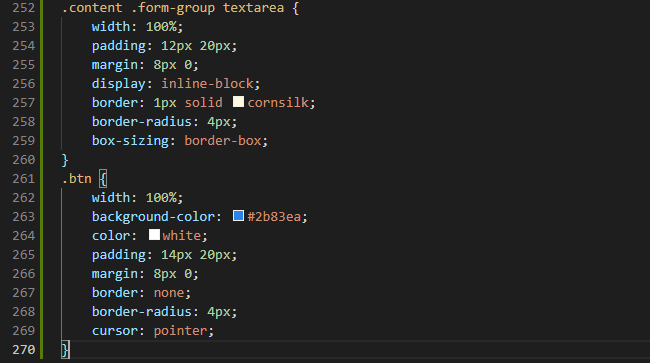 252 .content .form-group textarea {
253 width: 100%;
254 padding: 12px 20px;
255 margin: 8px 0;
256 display: inline-block;
257 border: 1px solid cornsilk;
258 border-radius: 4px;
259 box-sizing: border-box;
260 }
261 .btn {
262 width: 100%;
263 background-color: #2b83ea;
264 color: white;
265 padding: 14px 20px;
266 margin: 8px 0;
267 border: none;
268 border-radius: 4px;
269 cursor: pointer;
270 }